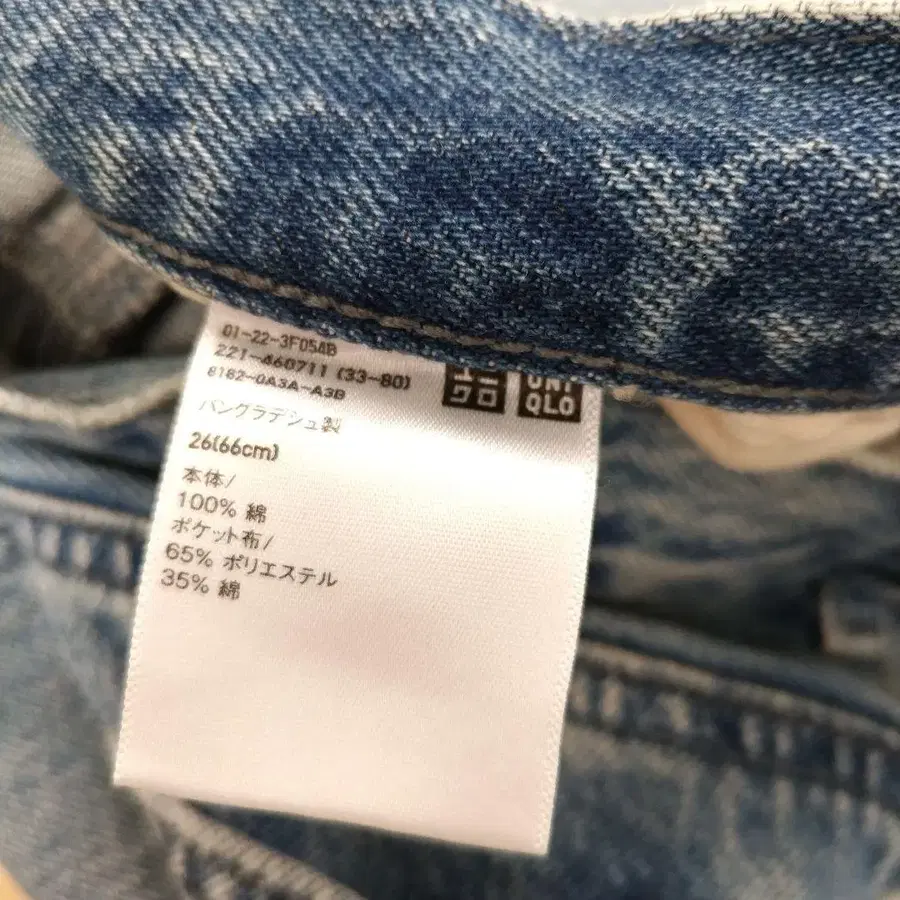 01-22-3F05AB
221-460711 (33-80)
8182-0A3A-A3B
ユニ
クロ
UNI
QLO
バングラデシュ製
26(66cm)
本体/
100% 綿
ポケット布/
65% ポリエステル
35% 綿